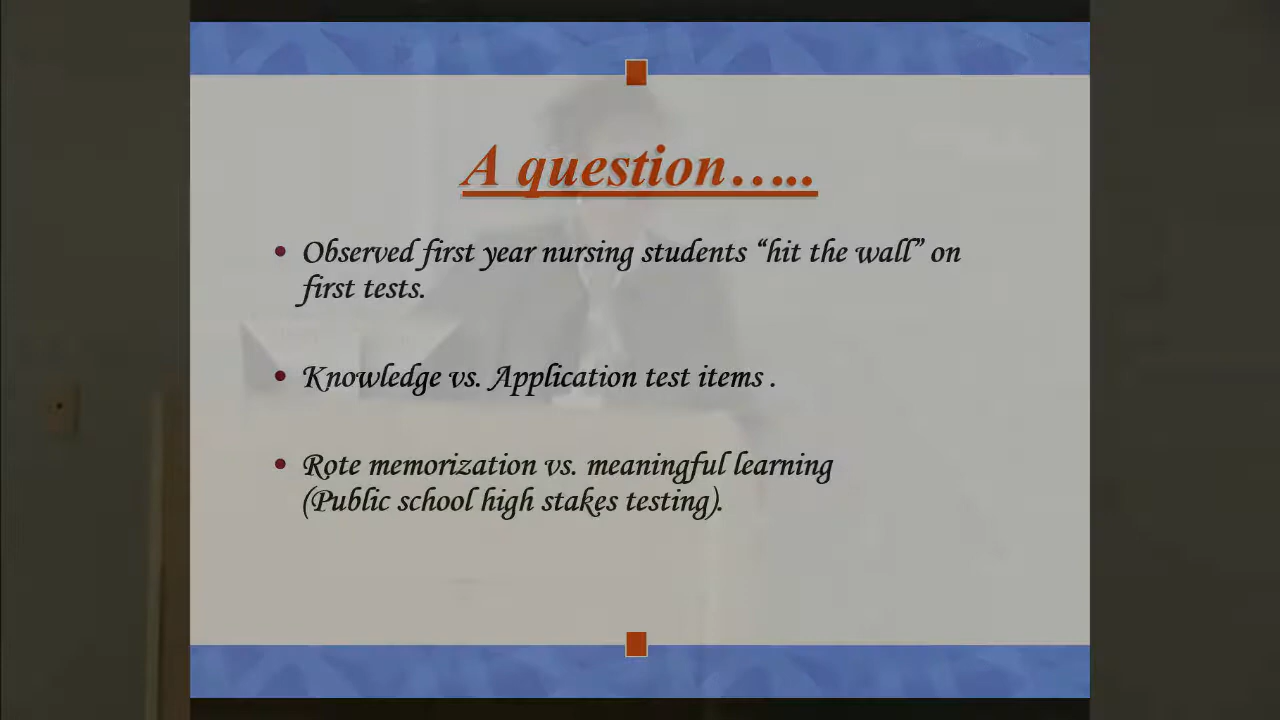 A question…..
• Observed first year nursing students “hit the wall” on
first tests.
• Knowledge vs. Application test items .
• Rote memorization vs. meaningful learning
(Public school high stakes testing).